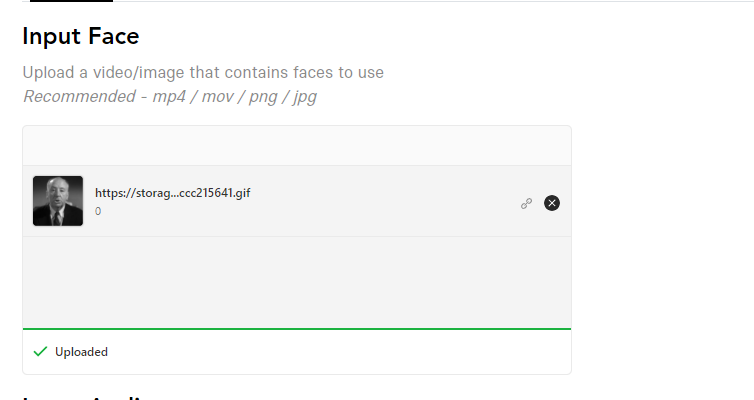 Input Face
Upload a video/image that contains faces to use
Recommended - mp4 / mov / png / jpg
https://storag...ccc215641.gif
0
Uploaded